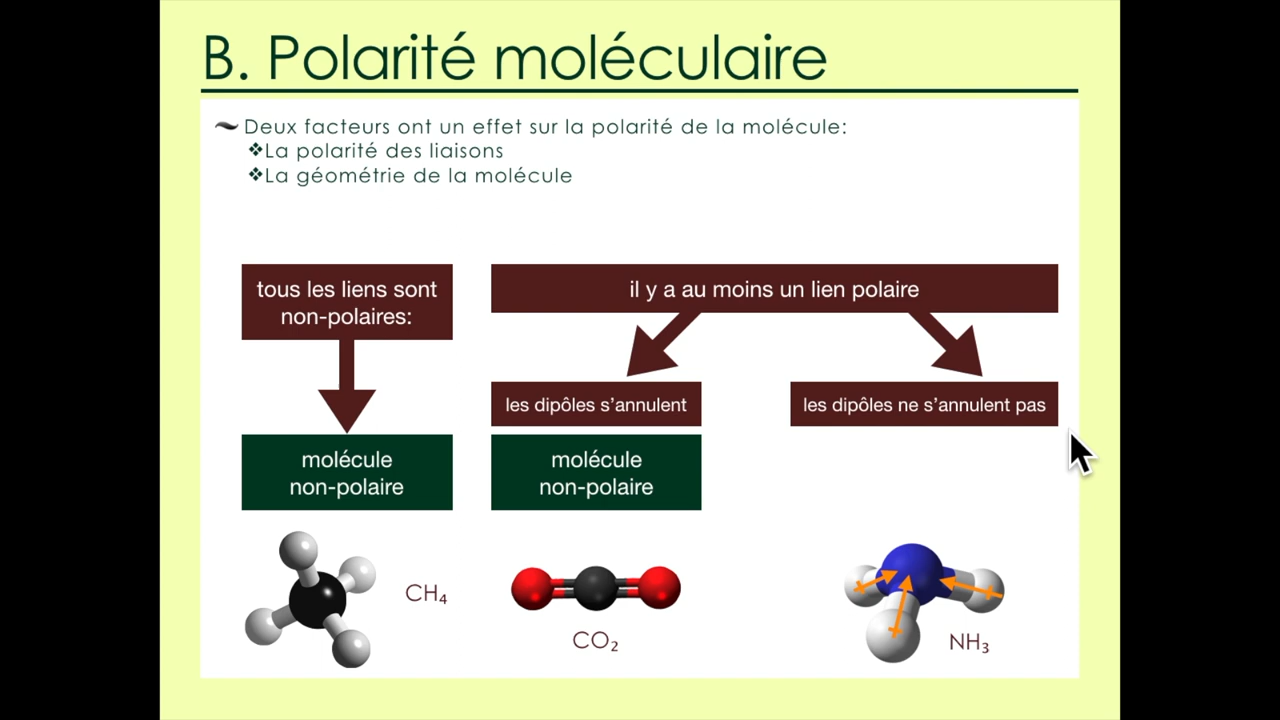 B. Polarité moléculaire
Deux facteurs ont un effet sur la polarité de la molécule:
❖La polarité des liaisons
❖La géométrie de la molécule
tous les liens sont
non-polaires:
il y a au moins un lien polaire
les dipôles s’annulent
les dipôles ne s’annulent pas
molécule
non-polaire
molécule
non-polaire
CH₄
CO₂
NH₃